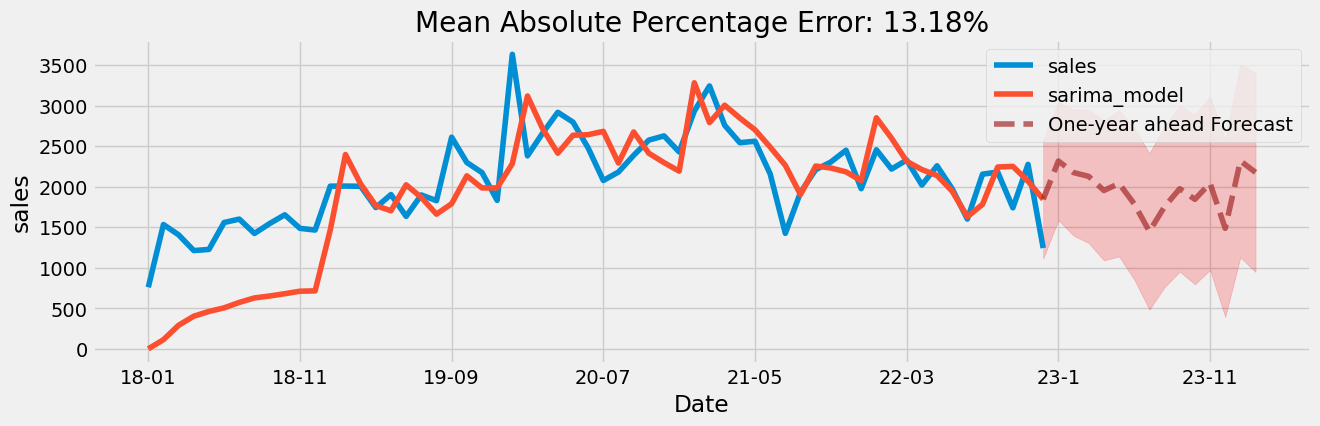 Mean Absolute Percentage Error: 13.18%
sales
sarima_model
One-year ahead Forecast
3500
3000
2500
2000
1500
1000
500
0
sales
18-01
18-11
19-09
20-07
21-05
22-03
23-1
23-11
Date